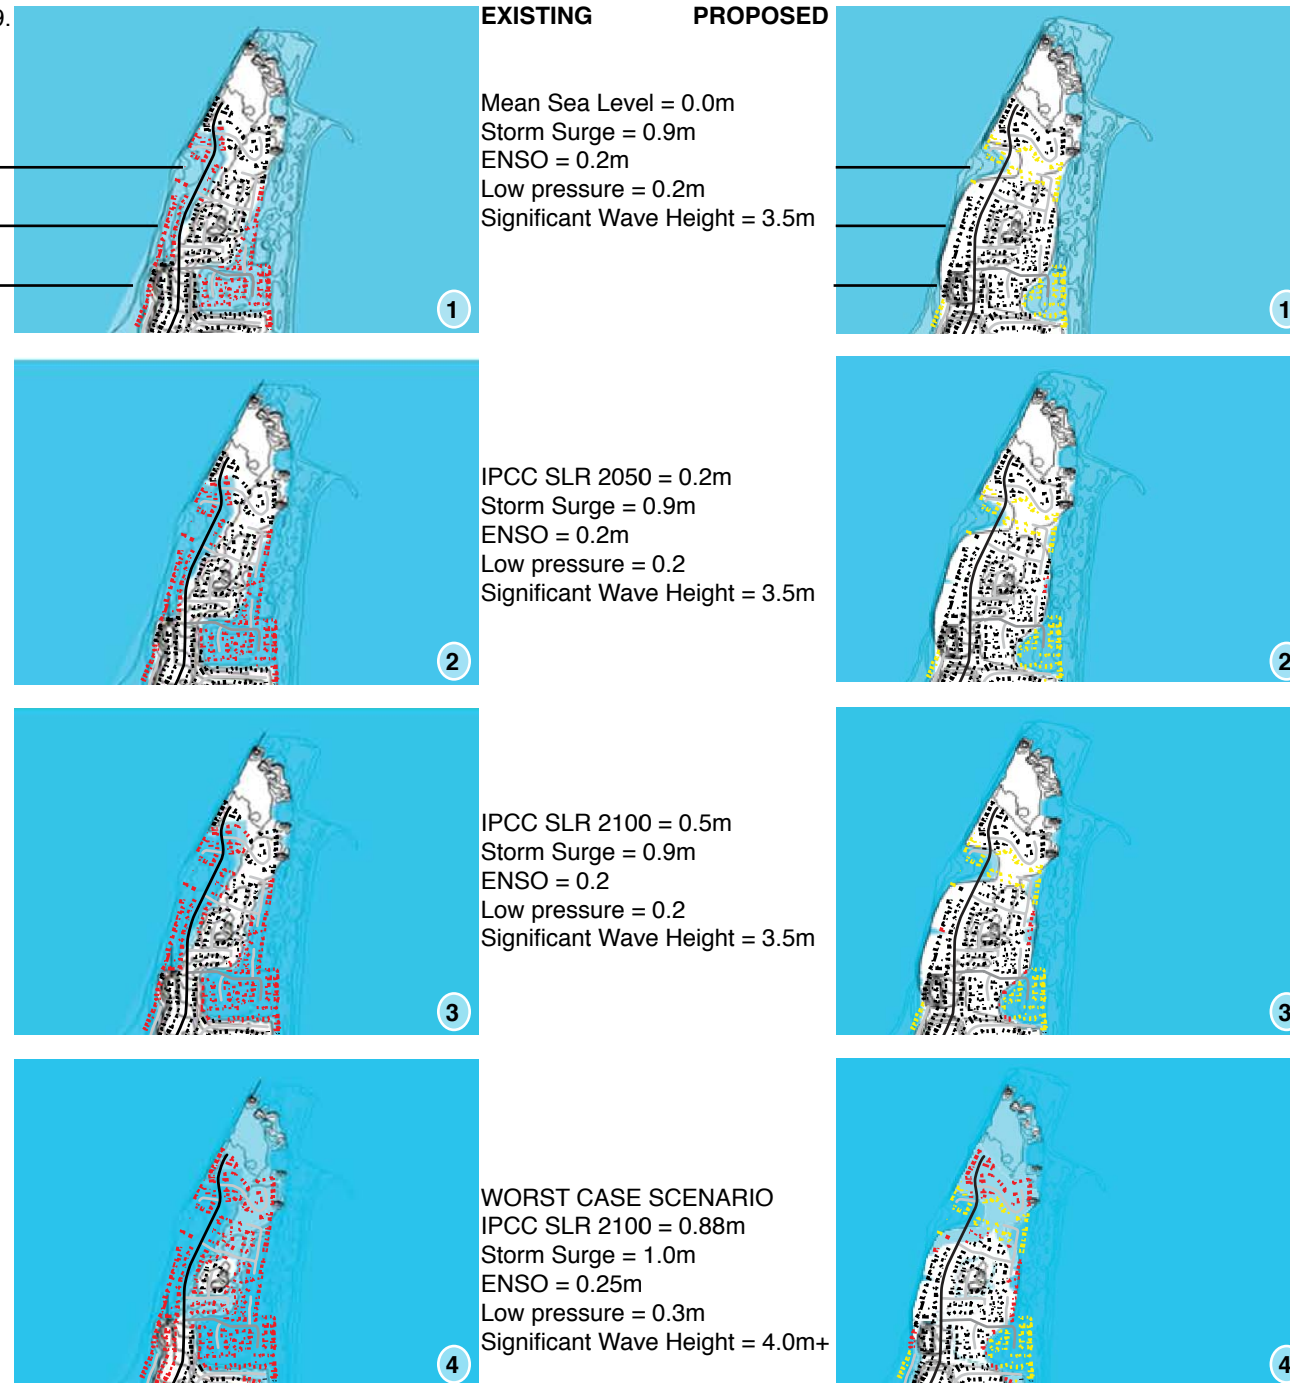 9.
EXISTING PROPOSED
Mean Sea Level = 0.0m
Storm Surge = 0.9m
ENSO = 0.2m
Low pressure = 0.2m
Significant Wave Height = 3.5m
1
1
IPCC SLR 2050 = 0.2m
Storm Surge = 0.9m
ENSO = 0.2m
Low pressure = 0.2
Significant Wave Height = 3.5m
2
2
IPCC SLR 2100 = 0.5m
Storm Surge = 0.9m
ENSO = 0.2
Low pressure = 0.2
Significant Wave Height = 3.5m
3
3
WORST CASE SCENARIO
IPCC SLR 2100 = 0.88m
Storm Surge = 1.0m
ENSO = 0.25m
Low pressure = 0.3m
Significant Wave Height = 4.0m+
4
4